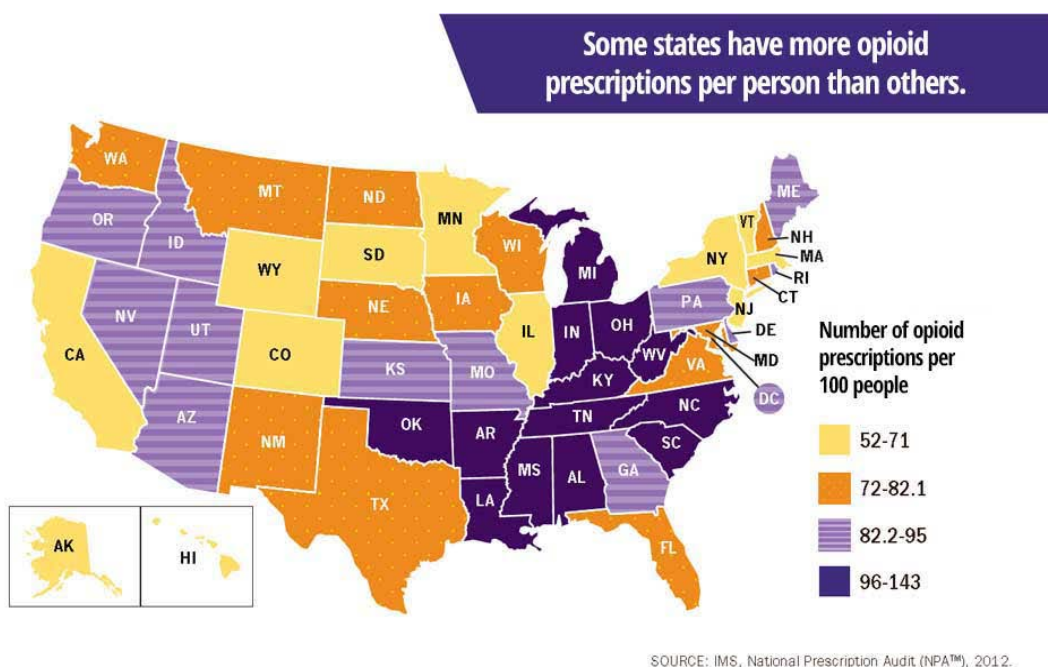 Some states have more opioid
prescriptions per person than others.
WA
MT
ND
MN
OR
ID
WY
SD
WI
MI
NY
VT
ME
NH
MA
RI
CT
NV
UT
CO
NE
IA
IL
IN
OH
PA
NJ
DE
MD
DC
CA
AZ
NM
KS
MO
KY
WV
VA
OK
AR
TN
NC
SC
TX
LA
MS
AL
GA
FL
AK
HI
Number of opioid
prescriptions per
100 people
52-71
72-82.1
82.2-95
96-143
SOURCE: IMS, National Prescription Audit (NPA™), 2012.